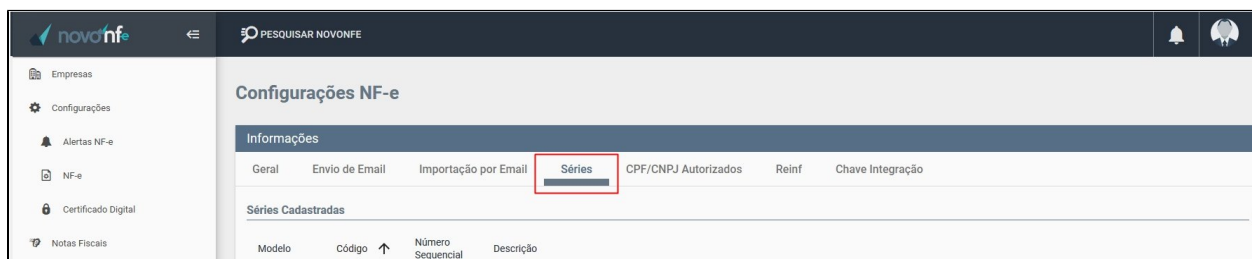 novonfe
PESQUISAR NOVONFE
Empresas
Configurações
Alertas NF-e
NF-e
Certificado Digital
Notas Fiscais
Configurações NF-e
Informações
Geral Envio de Email Importação por Email Séries CPF/CNPJ Autorizados Reinf Chave Integração
Séries Cadastradas
Modelo Código Número Sequencial Descrição